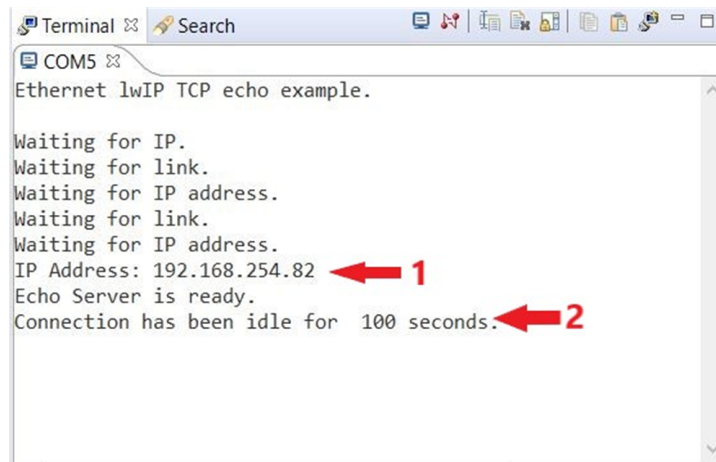 Terminal Search
COM5
Ethernet lwIP TCP echo example.
Waiting for IP.
Waiting for link.
Waiting for IP address.
Waiting for link.
Waiting for IP address.
IP Address: 192.168.254.82 1
Echo Server is ready.
Connection has been idle for  100 seconds. 2